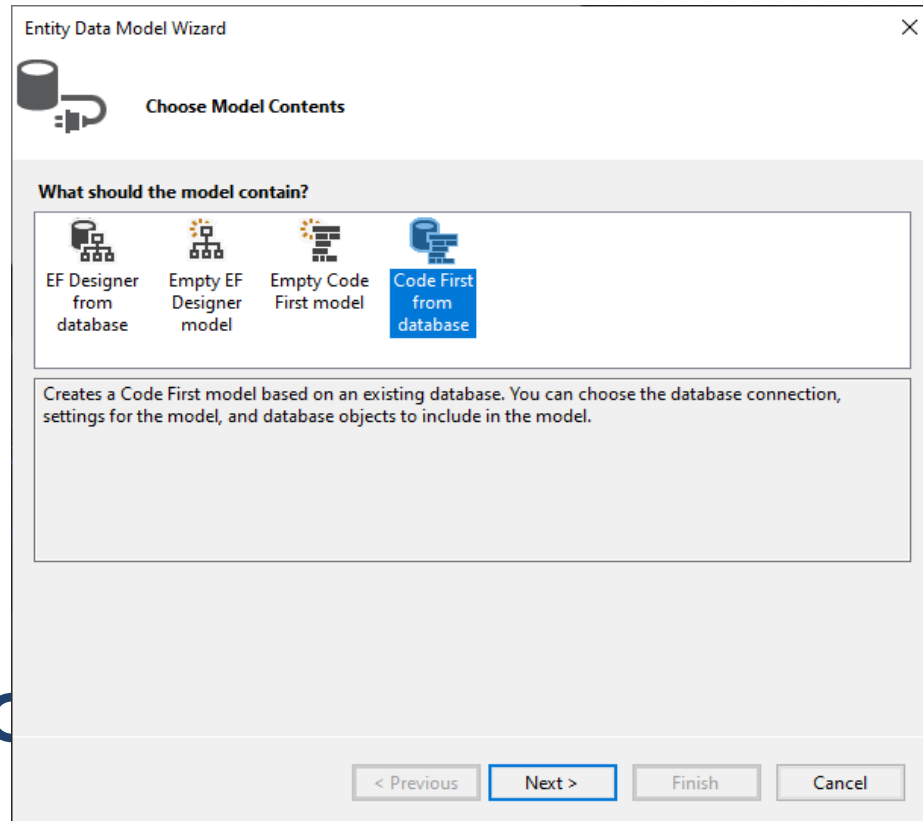 Entity Data Model Wizard
Choose Model Contents
What should the model contain?
EF Designer
from
database
Empty EF
Designer
model
Empty Code
First model
Code First
from
database
Creates a Code First model based on an existing database. You can choose the database connection,
settings for the model, and database objects to include in the model.
< Previous
Next >
Finish
Cancel